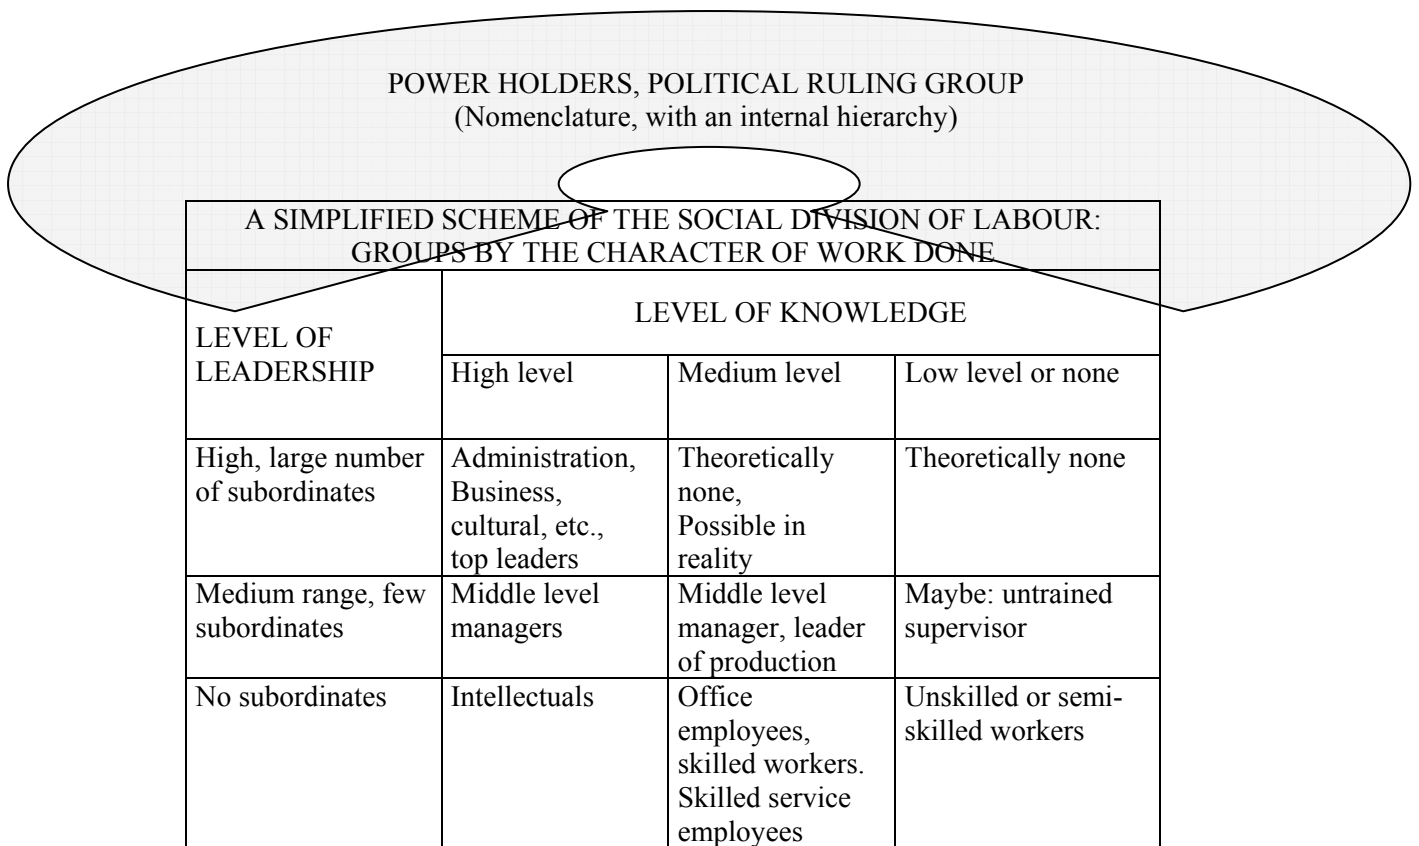 POWER HOLDERS, POLITICAL RULING GROUP
(Nomenclature, with an internal hierarchy)
A SIMPLIFIED SCHEME OF THE SOCIAL DIVISION OF LABOUR:
GROUPS BY THE CHARACTER OF WORK DONE
LEVEL OF
LEADERSHIP
LEVEL OF KNOWLEDGE
High level
Medium level
Low level or none
High, large number
of subordinates
Administration,
Business,
cultural, etc.,
top leaders
Theoretically
none,
Possible in
reality
Theoretically none
Medium range, few
subordinates
Middle level
managers
Middle level
manager, leader
of production
Maybe: untrained
supervisor
No subordinates
Intellectuals
Office
employees,
skilled workers.
Skilled service
employees
Unskilled or semi-
skilled workers